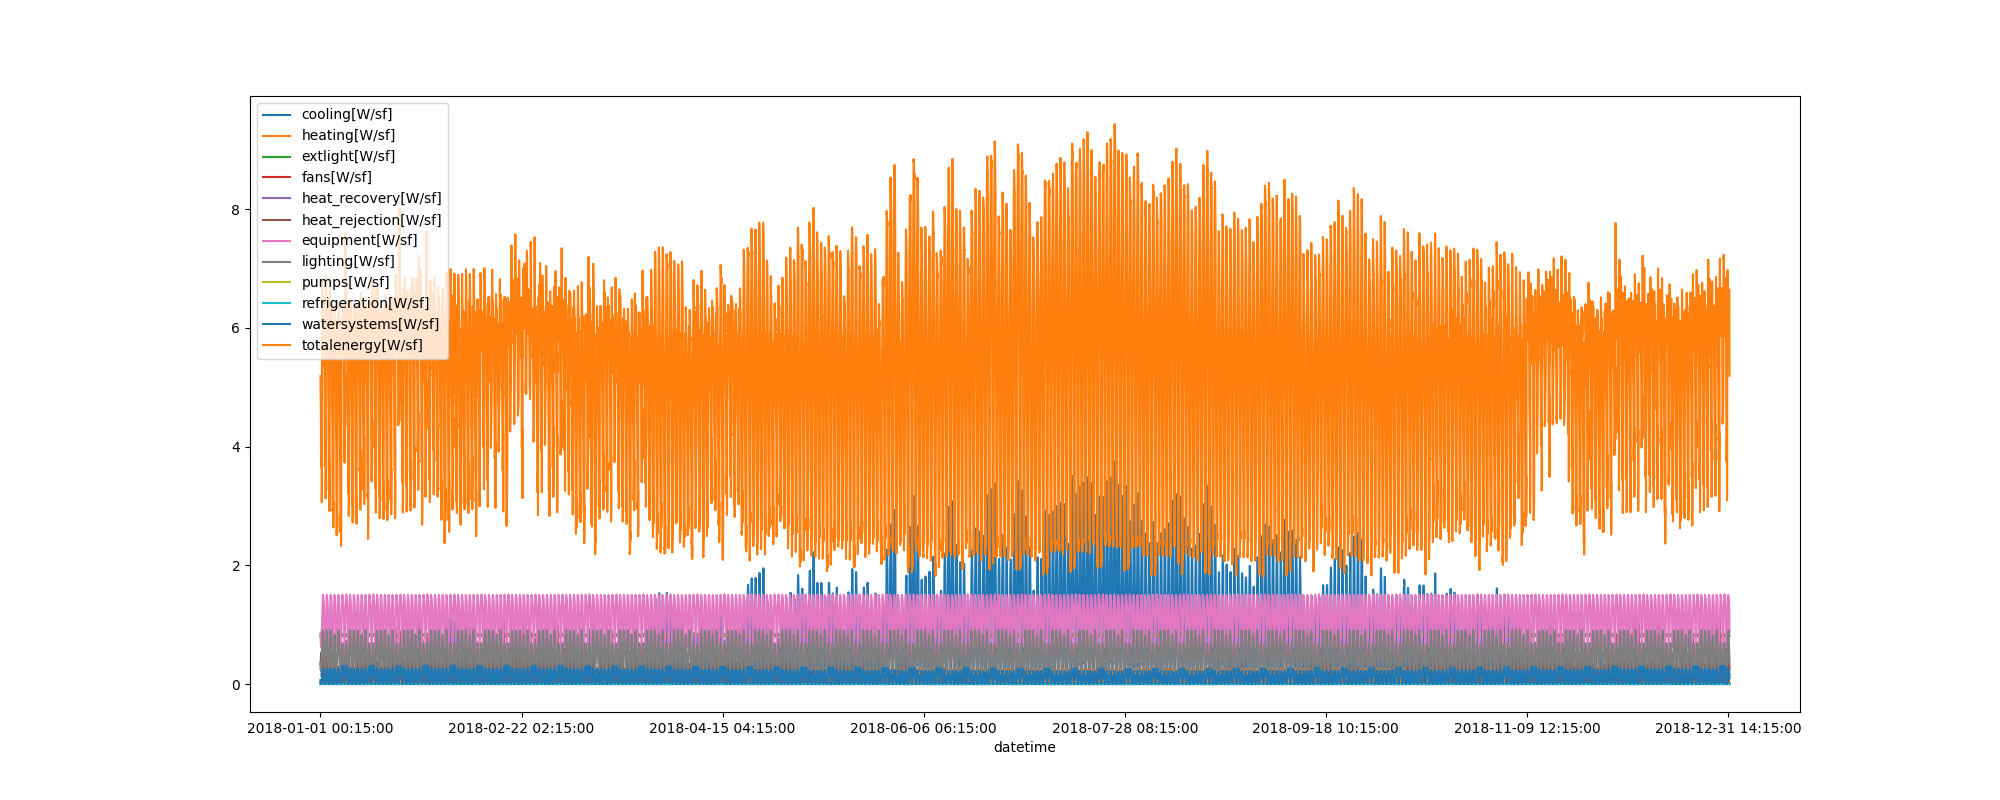 cooling[W/sf]
heating[W/sf]
extlight[W/sf]
fans[W/sf]
heat_recovery[W/sf]
heat_rejection[W/sf]
equipment[W/sf]
lighting[W/sf]
pumps[W/sf]
refrigeration[W/sf]
watersystems[W/sf]
totalenergy[W/sf]
8
6
4
2
0
2018-01-01 00:15:00 2018-02-22 02:15:00 2018-04-15 04:15:00 2018-06-06 06:15:00 2018-07-28 08:15:00 2018-09-18 10:15:00 2018-11-09 12:15:00 2018-12-31 14:15:00
datetime